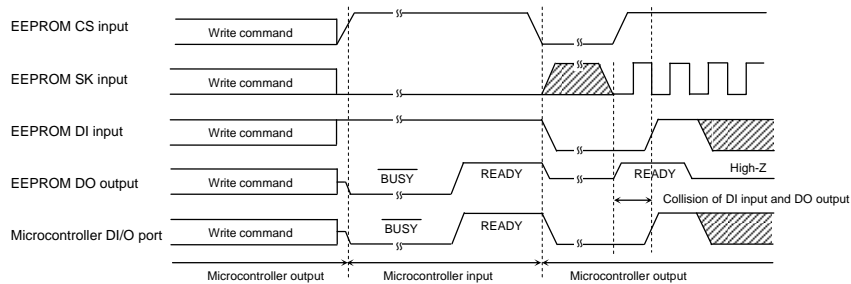 EEPROM CS input
Write command
EEPROM SK input
Write command
EEPROM DI input
Write command
EEPROM DO output
Write command
BUSY
READY
READY
High-Z
Collision of DI input and DO output
Microcontroller DI/O port
Write command
BUSY
READY
Microcontroller output
Microcontroller input
Microcontroller output